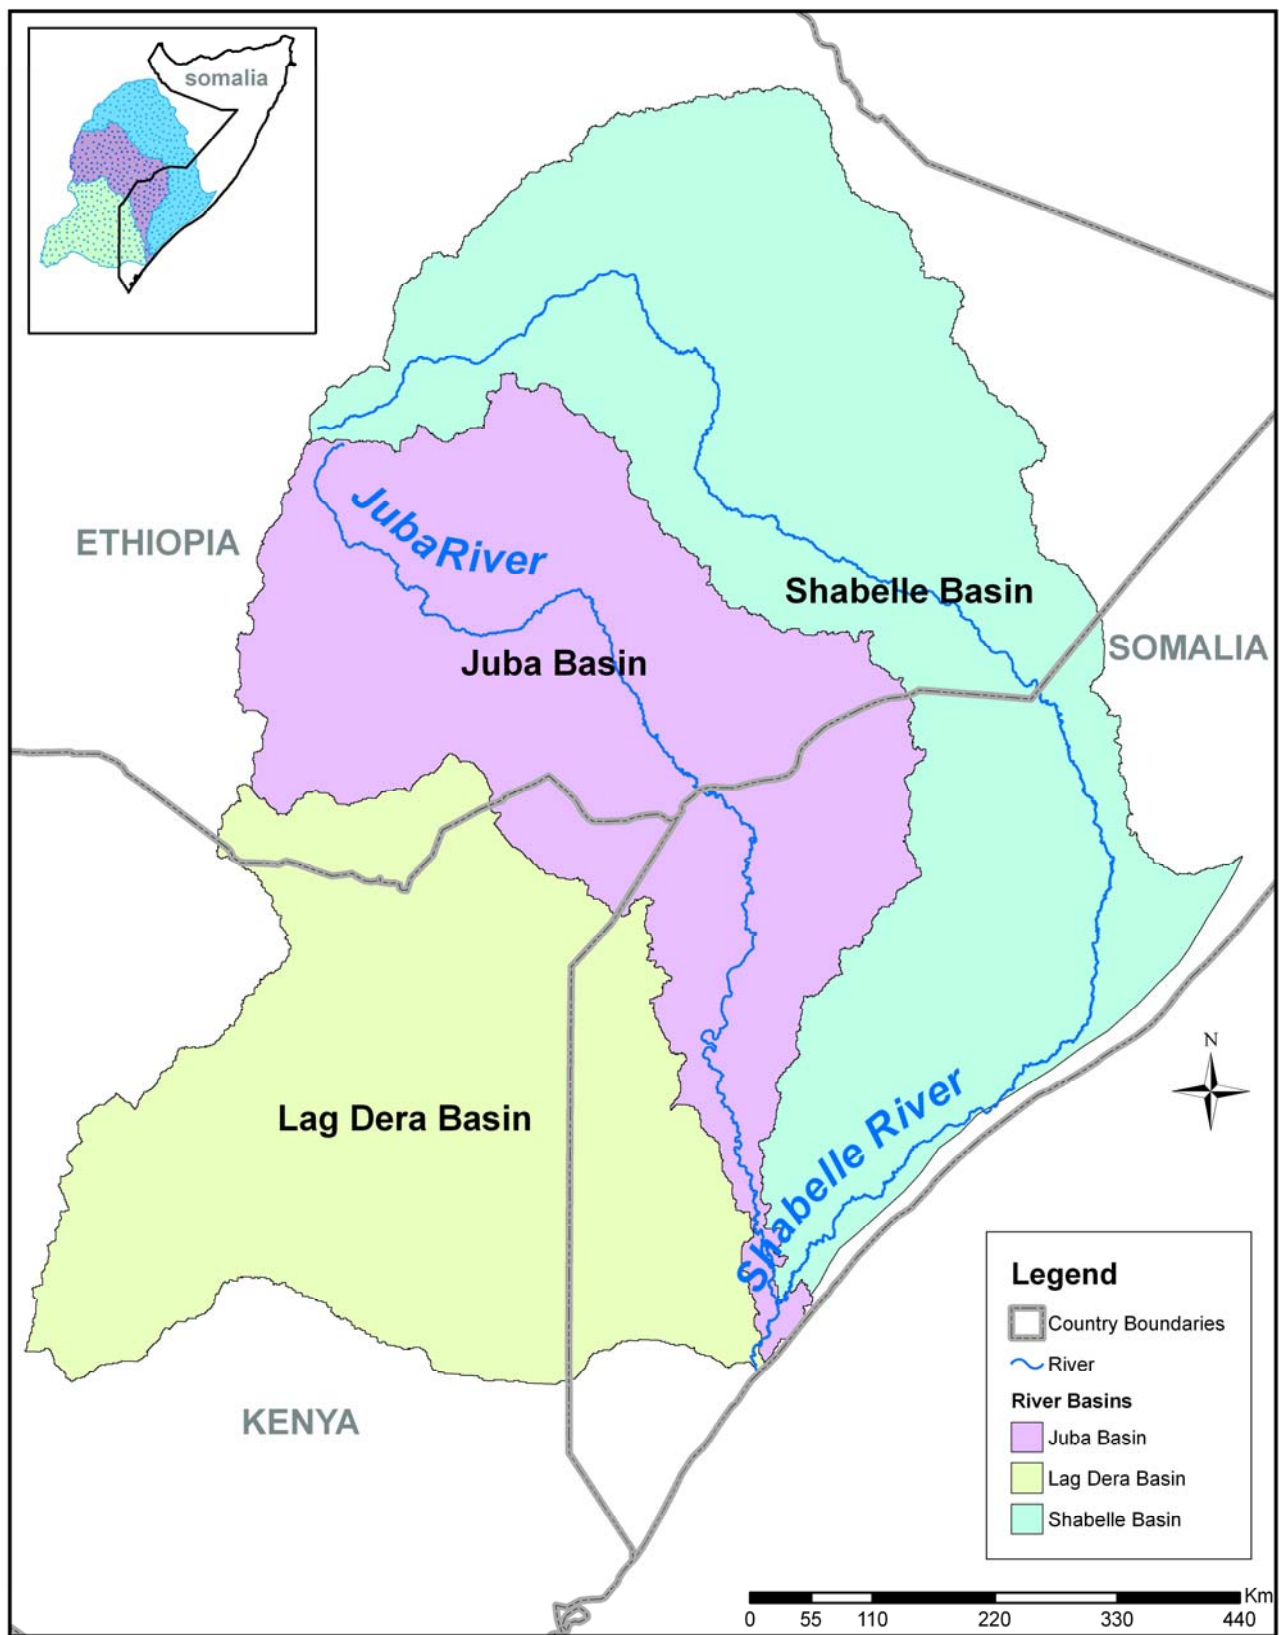 somalia
JubaRiver
ETHIOPIA
Shabelle Basin
SOMALIA
Juba Basin
N
Shabelle River
Lag Dera Basin
Legend
Country Boundaries
River
River Basins
Juba Basin
Lag Dera Basin
Shabelle Basin
KENYA
Km
0 55 110 220 330 440